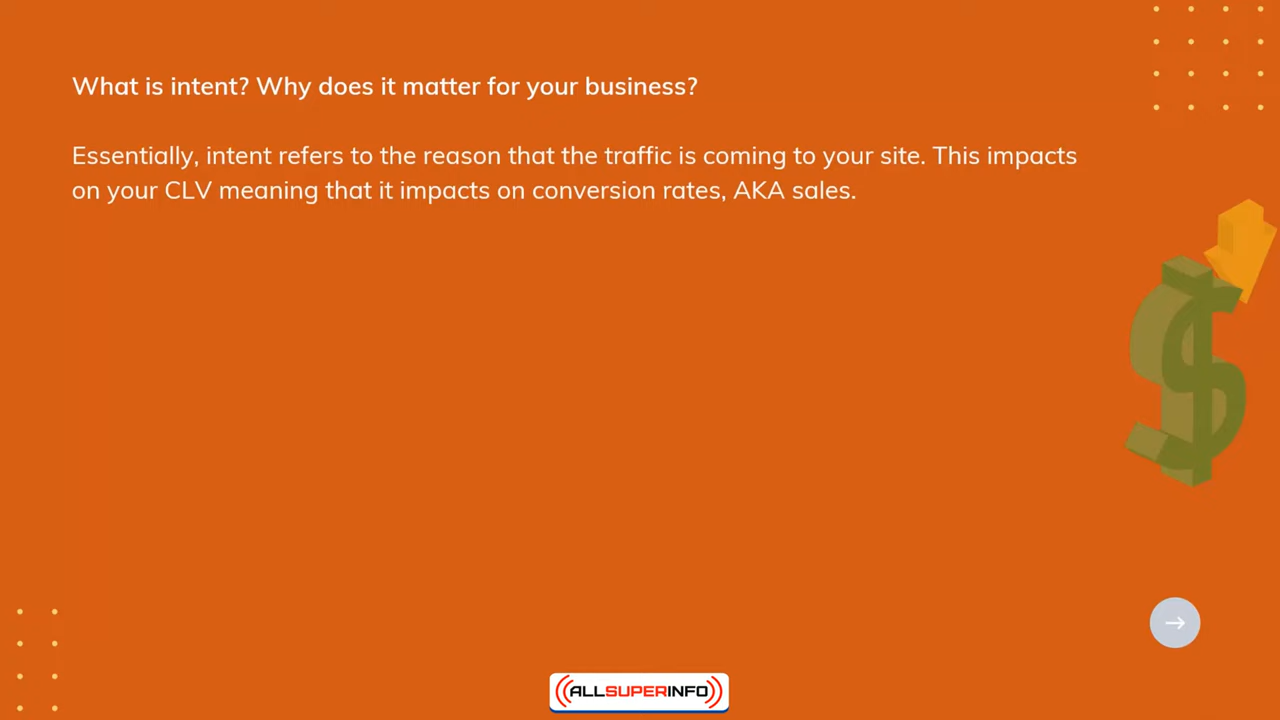 What is intent? Why does it matter for your business?
Essentially, intent refers to the reason that the traffic is coming to your site. This impacts
on your CLV meaning that it impacts on conversion rates, AKA sales.
ALLSUPERINFO